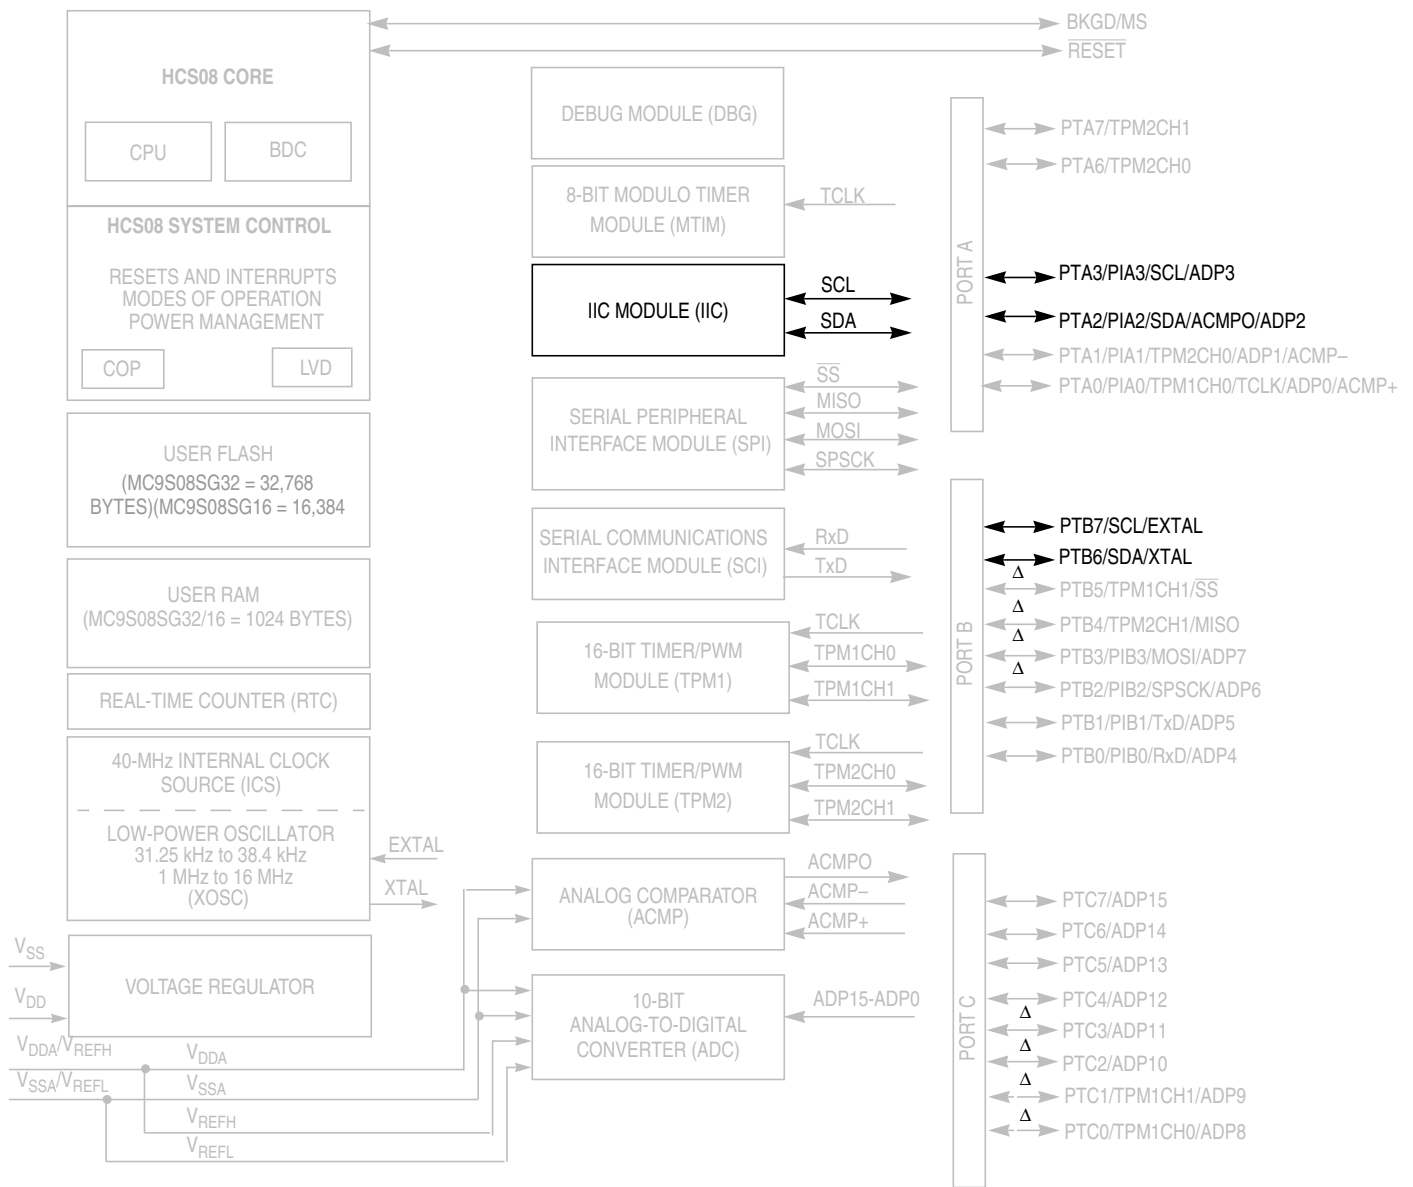 BKGD/MS
RESET
HCS08 CORE
CPU
BDC
HCS08 SYSTEM CONTROL
RESETS AND INTERRUPTS
MODES OF OPERATION
POWER MANAGEMENT
COP
LVD
USER FLASH
(MC9S08SG32 = 32,768
BYTES)(MC9S08SG16 = 16,384
USER RAM
(MC9S08SG32/16 = 1024 BYTES)
REAL-TIME COUNTER (RTC)
40-MHz INTERNAL CLOCK
SOURCE (ICS)
LOW-POWER OSCILLATOR
31.25 kHz to 38.4 kHz
1 MHz to 16 MHz
(XOSC)
EXTAL
XTAL
VSS
VDD
VOLTAGE REGULATOR
VDDA/VREFH
VSSA/VREFL
VDDA
VSSA
VREFH
VREFL
DEBUG MODULE (DBG)
8-BIT MODULO TIMER
MODULE (MTIM)
TCLK
IIC MODULE (IIC)
SCL
SDA
SERIAL PERIPHERAL
INTERFACE MODULE (SPI)
SS
MISO
MOSI
SPSCK
SERIAL COMMUNICATIONS
INTERFACE MODULE (SCI)
RxD
TxD
16-BIT TIMER/PWM
MODULE (TPM1)
TCLK
TPM1CH0
TPM1CH1
16-BIT TIMER/PWM
MODULE (TPM2)
TCLK
TPM2CH0
TPM2CH1
ANALOG COMPARATOR
(ACMP)
ACMPO
ACMP–
ACMP+
10-BIT
ANALOG-TO-DIGITAL
CONVERTER (ADC)
ADP15-ADP0
PORT A
PTA7/TPM2CH1
PTA6/TPM2CH0
PTA3/PIA3/SCL/ADP3
PTA2/PIA2/SDA/ACMPO/ADP2
PTA1/PIA1/TPM2CH0/ADP1/ACMP–
PTA0/PIA0/TPM1CH0/TCLK/ADP0/ACMP+
PORT B
PTB7/SCL/EXTAL
PTB6/SDA/XTAL
Δ
PTB5/TPM1CH1/SS
Δ
PTB4/TPM2CH1/MISO
Δ
PTB3/PIB3/MOSI/ADP7
Δ
PTB2/PIB2/SPSCK/ADP6
PTB1/PIB1/TxD/ADP5
PTB0/PIB0/RxD/ADP4
PORT C
PTC7/ADP15
PTC6/ADP14
PTC5/ADP13
PTC4/ADP12
Δ
PTC3/ADP11
Δ
PTC2/ADP10
Δ
PTC1/TPM1CH1/ADP9
Δ
PTC0/TPM1CH0/ADP8